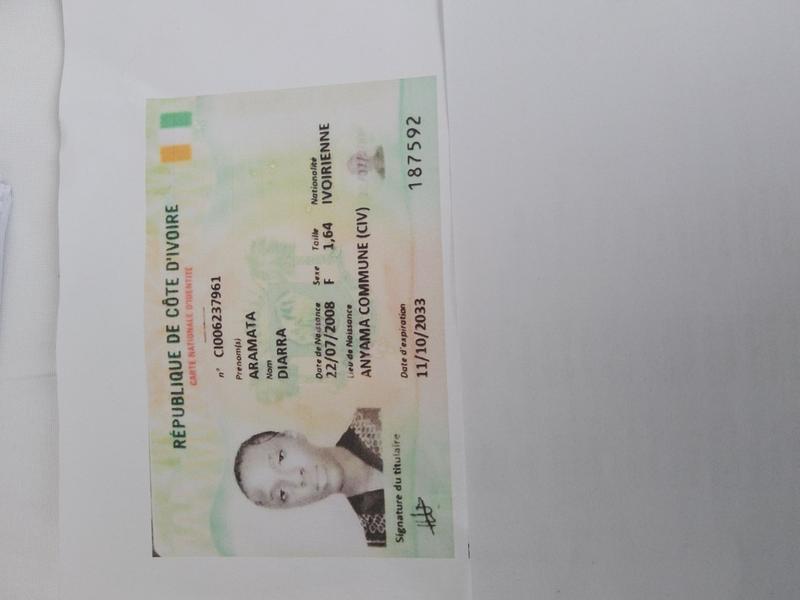 RÉPUBLIQUE DE CÔTE D'IVOIRE
CARTE NATIONALE D'IDENTITÉ
n° CI006237961
Prenom(s)
ARAMATA
Nom
DIARRA
Date de Naissance Sexe Taille Nationalité
22/07/2008 F 1,64 IVOIRIENNE
Lieu de Naissance
ANYAMA COMMUNE (CIV)
Date d'expiration
11/10/2033
187592
Signature du titulaire